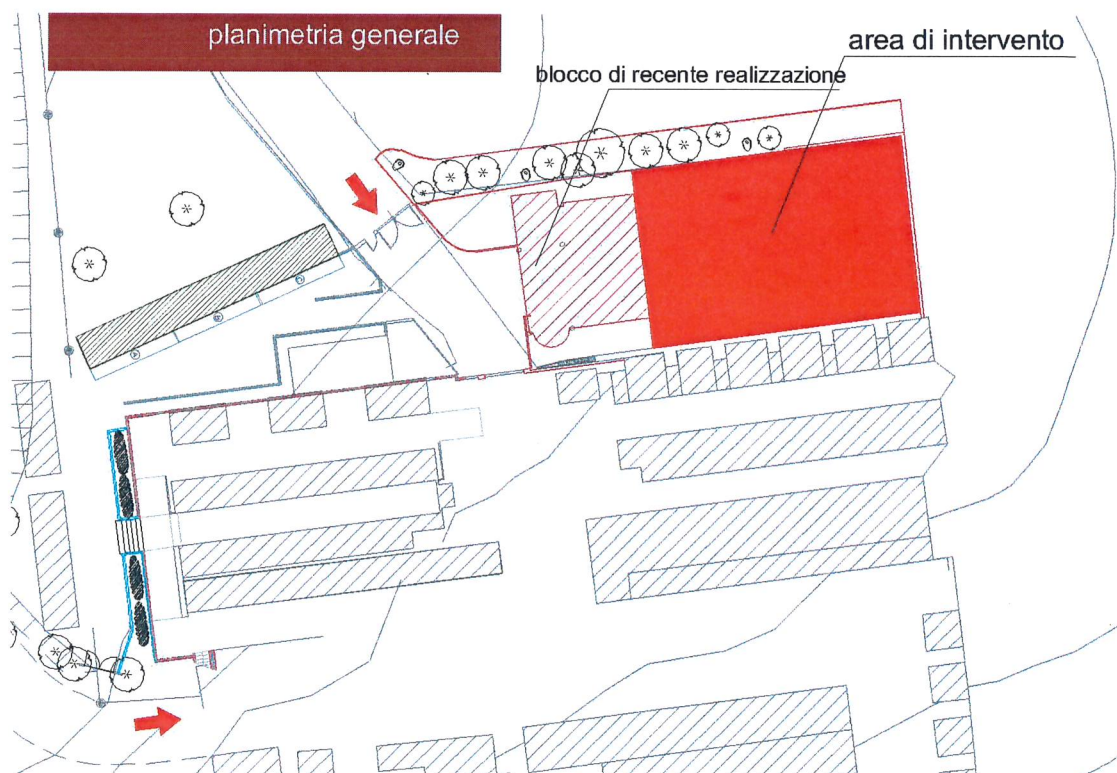 planimetria generale
area di intervento
blocco di recente realizzazione